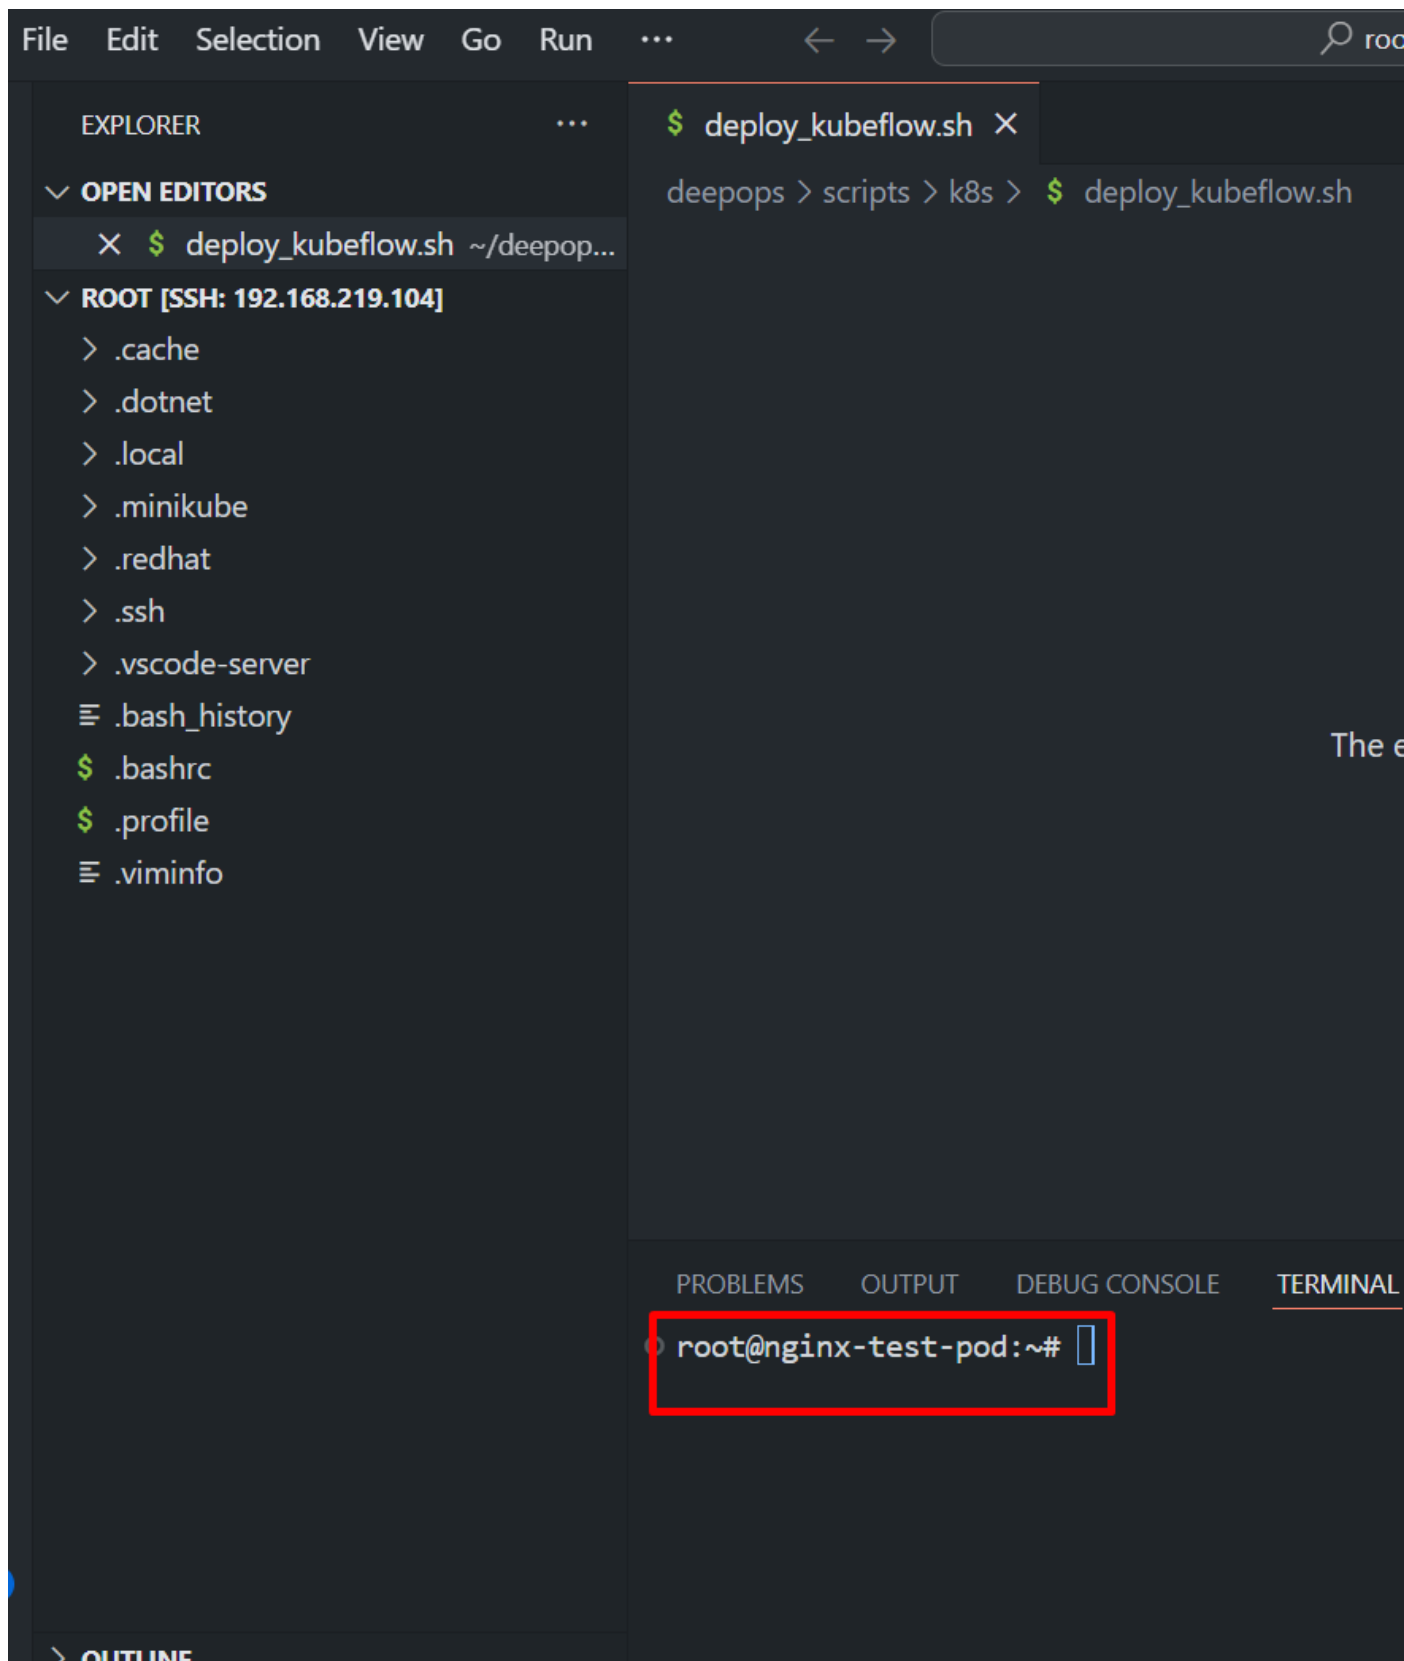 File Edit Selection View Go Run ··· ← →
EXPLORER ···
OPEN EDITORS
$ deploy_kubeflow.sh ~/deepop...
ROOT [SSH: 192.168.219.104]
.cache
.dotnet
.local
.minikube
.redhat
.ssh
.vscode-server
.bash_history
$ .bashrc
$ .profile
.viminfo
OUTLINE
$ deploy_kubeflow.sh
deepops > scripts > k8s > $ deploy_kubeflow.sh
The
PROBLEMS OUTPUT DEBUG CONSOLE TERMINAL
root@nginx-test-pod:~#